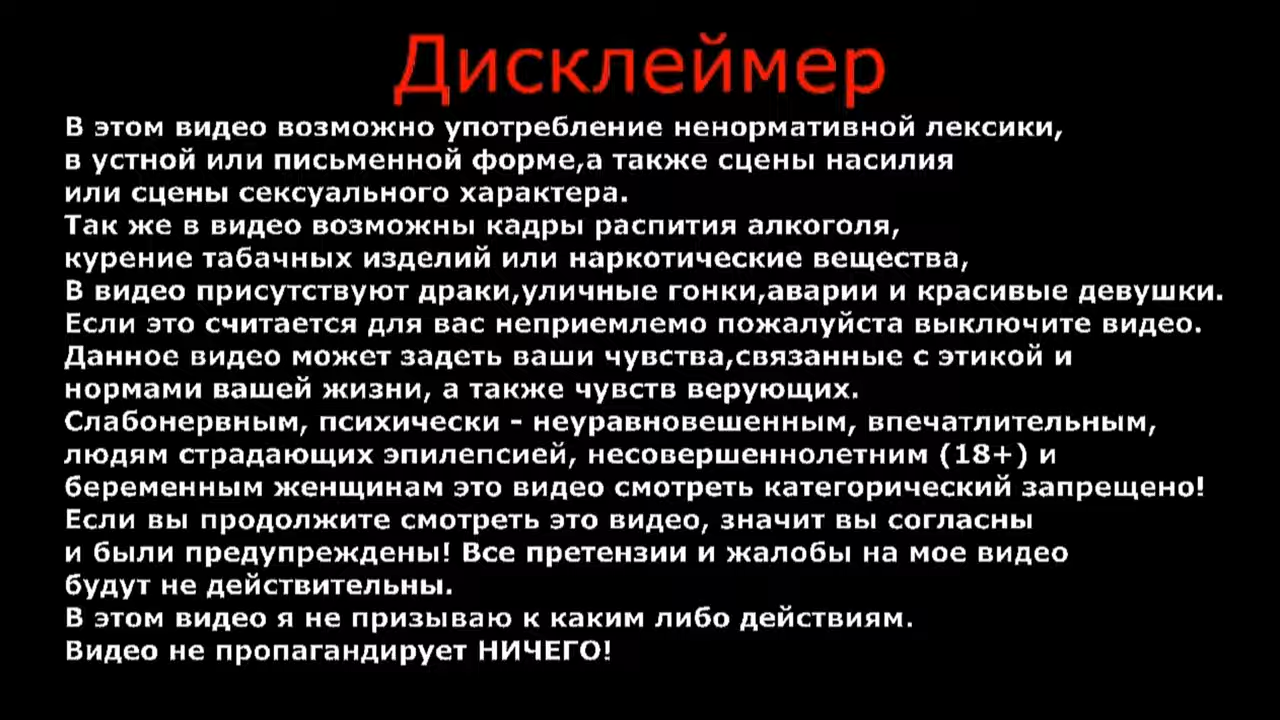 Дисклеймер
В этом видео возможно употребление ненормативной лексики,
в устной или письменной форме,а также сцены насилия
или сцены сексуального характера.
Так же в видео возможны кадры распития алкоголя,
курение табачных изделий или наркотические вещества,
В видео присутствуют драки,уличные гонки,аварии и красивые девушки.
Если это считается для вас неприемлемо пожалуйста выключите видео.
Данное видео может задеть ваши чувства,связанные с этикой и
нормами вашей жизни, а также чувств верующих.
Слабонервным, психически - неуравновешенным, впечатлительным,
людям страдающих эпилепсией, несовершеннолетним (18+) и
беременным женщинам это видео смотреть категорический запрещено!
Если вы продолжите смотреть это видео, значит вы согласны
и были предупреждены! Все претензии и жалобы на мое видео
будут не действительны.
В этом видео я не призываю к каким либо действиям.
Видео не пропагандирует НИЧЕГО!